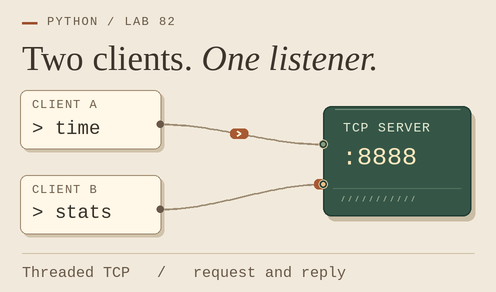 PYTHON / LAB 82
Two clients. One listener.
CLIENT A
> time
CLIENT B
> stats
TCP SERVER
:8888
///////////
Threaded TCP / request and reply